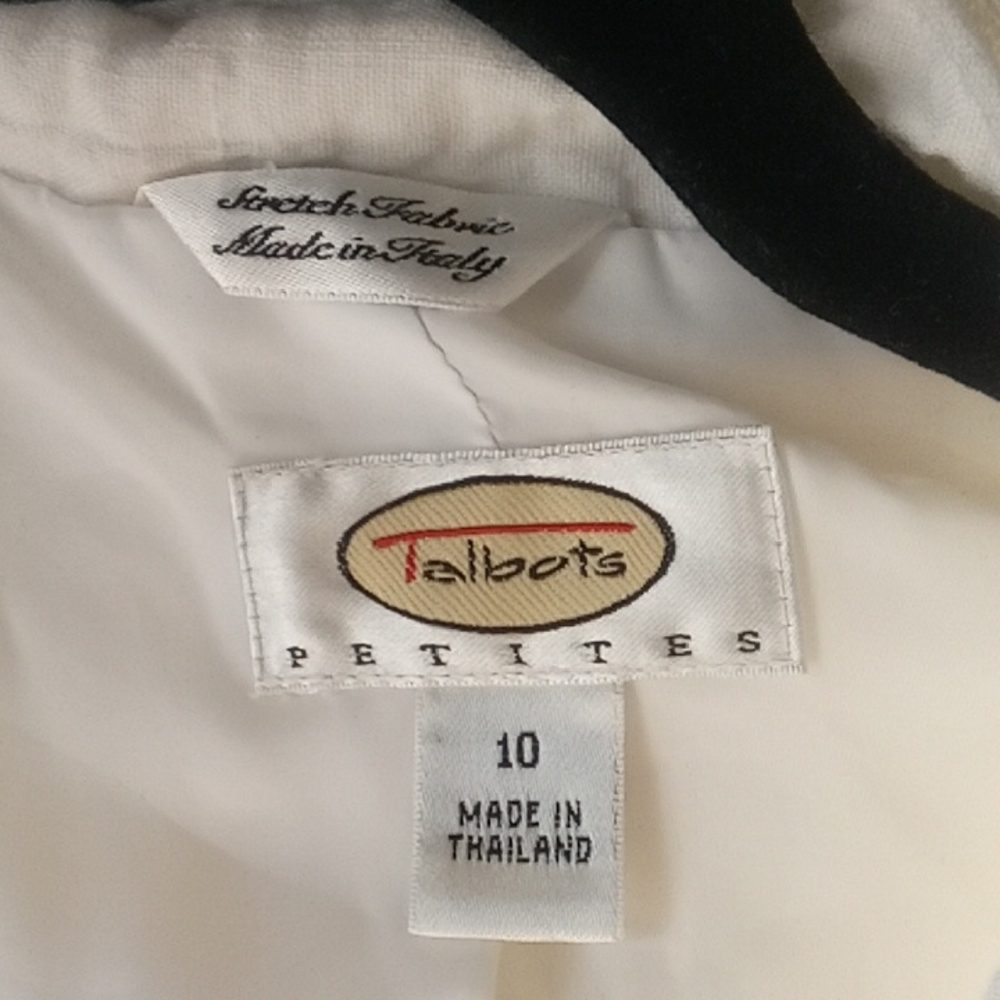 Stretch Fabric
Made in Italy
Talbots
PETITES
10
MADE IN
THAILAND